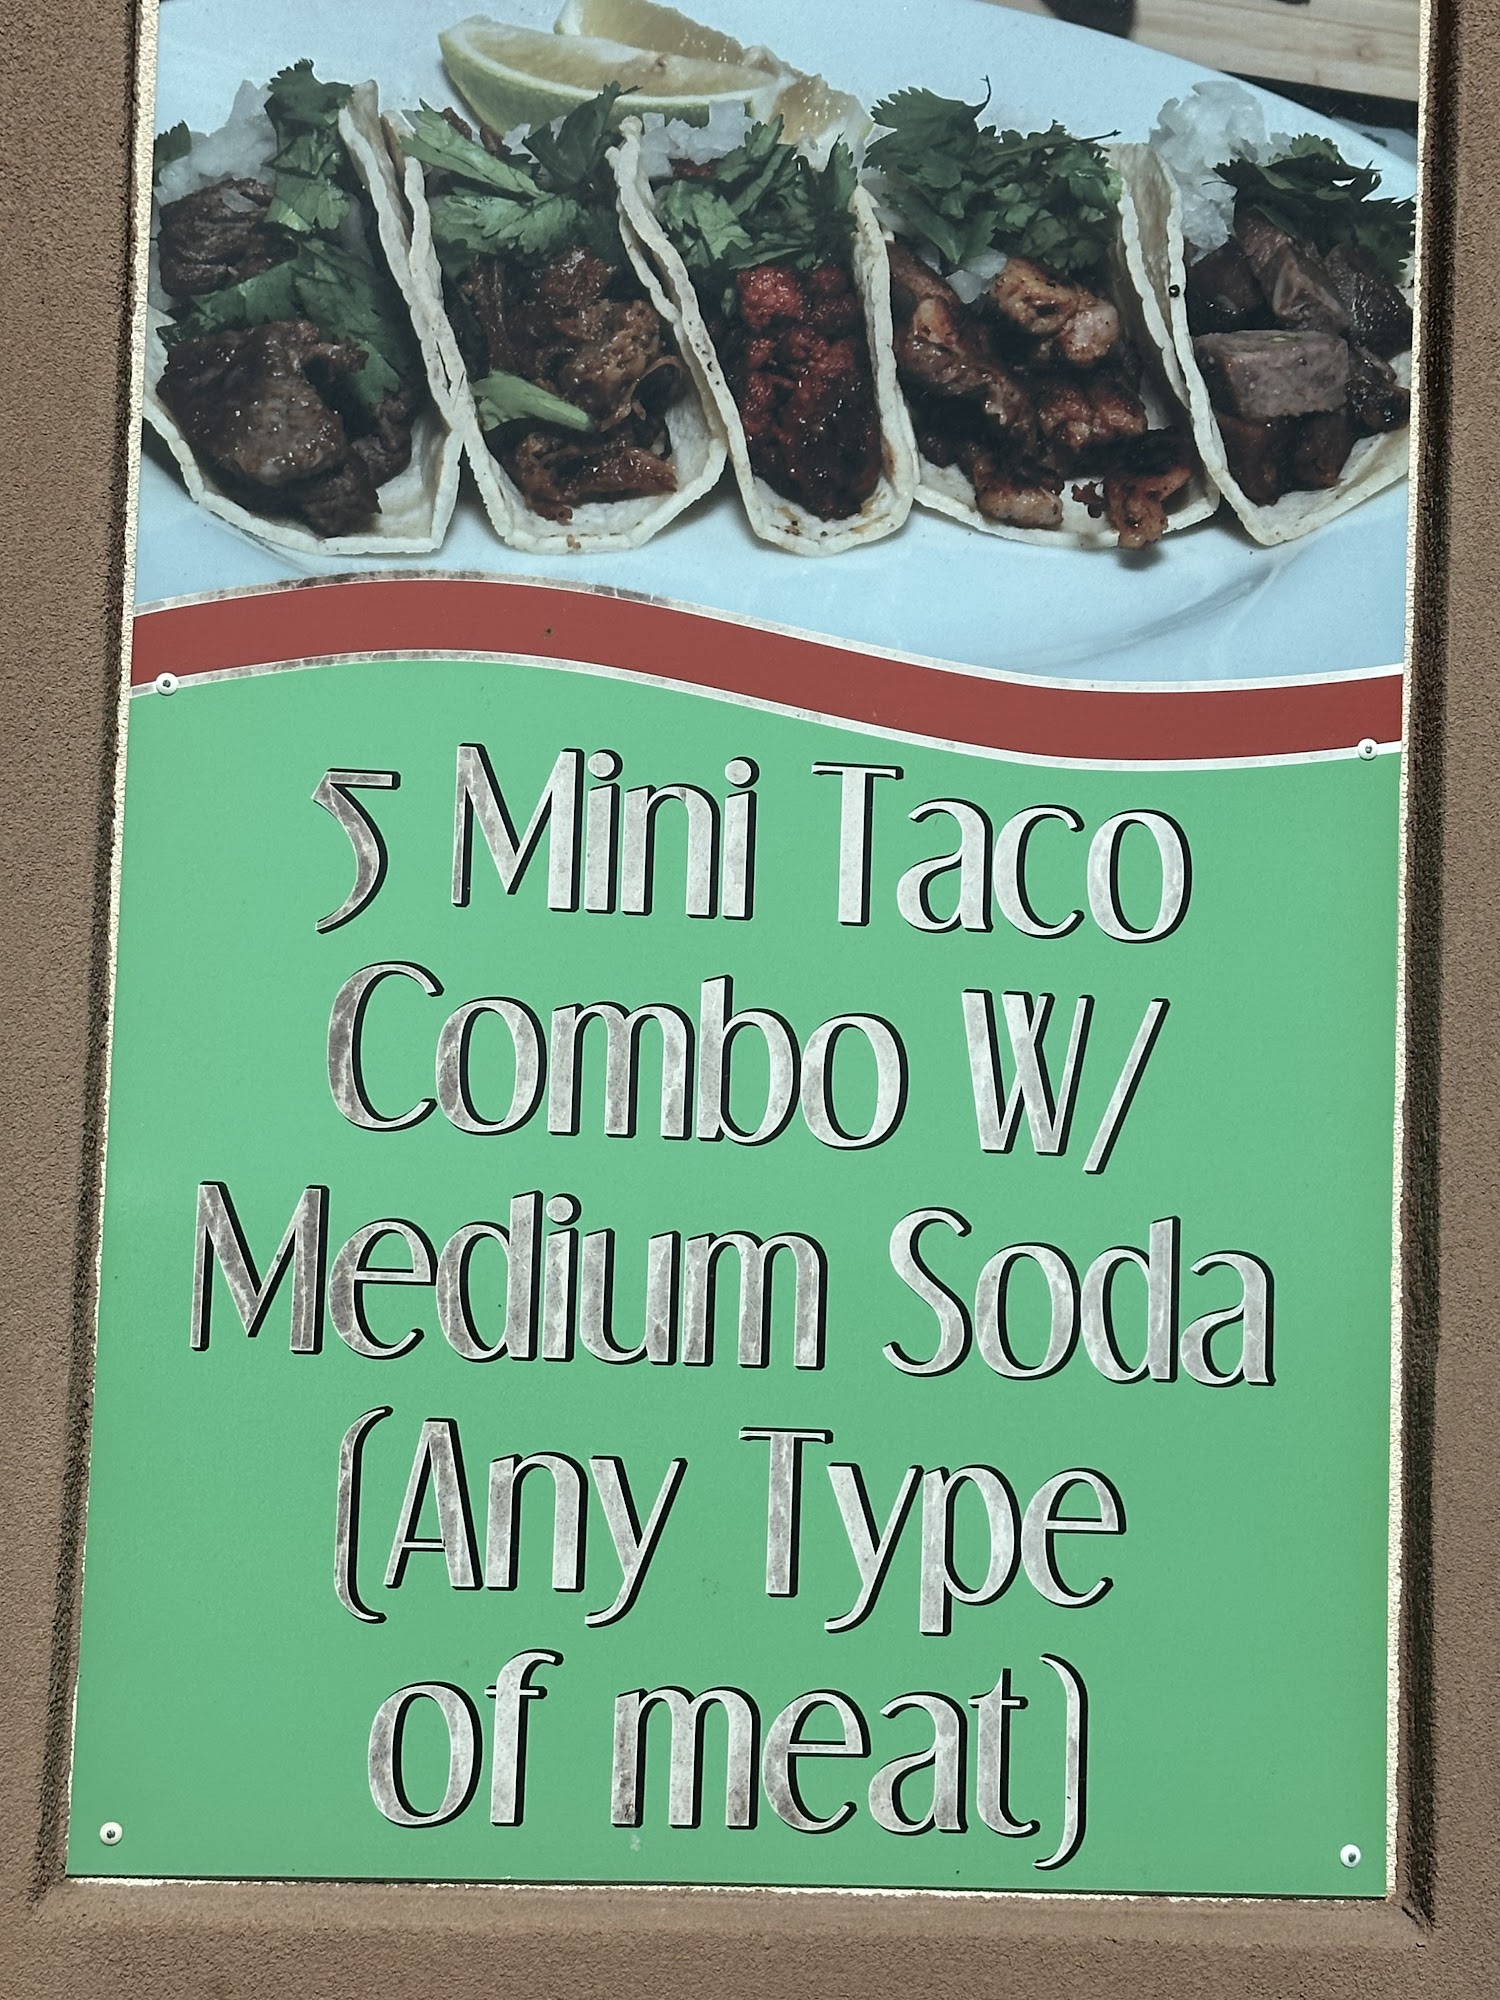 5 Mini Taco
Combo W/
Medium Soda
(Any Type
of meat)